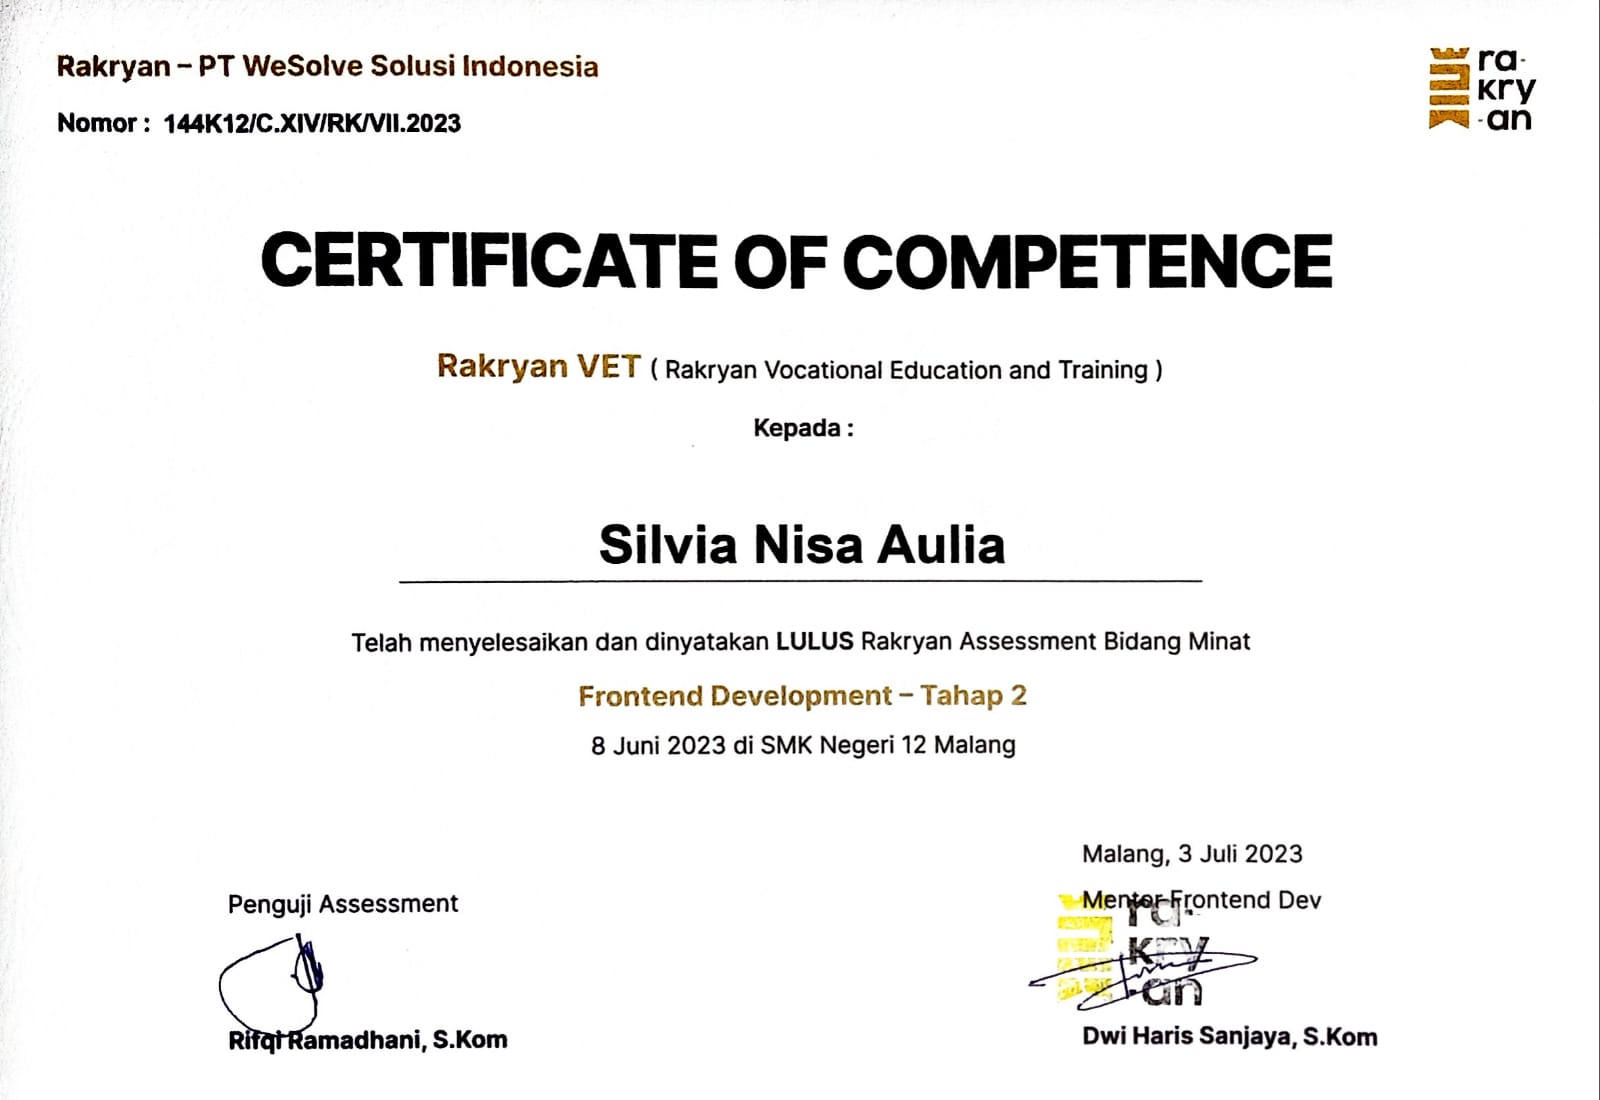 Rakryan – PT WeSolve Solusi Indonesia
Nomor : 144K12/C.XIV/RK/VII.2023
ra-
kry
-an
CERTIFICATE OF COMPETENCE
Rakryan VET ( Rakryan Vocational Education and Training )
Kepada :
Silvia Nisa Aulia
Telah menyelesaikan dan dinyatakan LULUS Rakryan Assessment Bidang Minat
Frontend Development – Tahap 2
8 Juni 2023 di SMK Negeri 12 Malang
Malang, 3 Juli 2023
Penguji Assessment
Mentor Frontend Dev
ra-
kry
-an
Rifqi Ramadhani, S.Kom
Dwi Haris Sanjaya, S.Kom